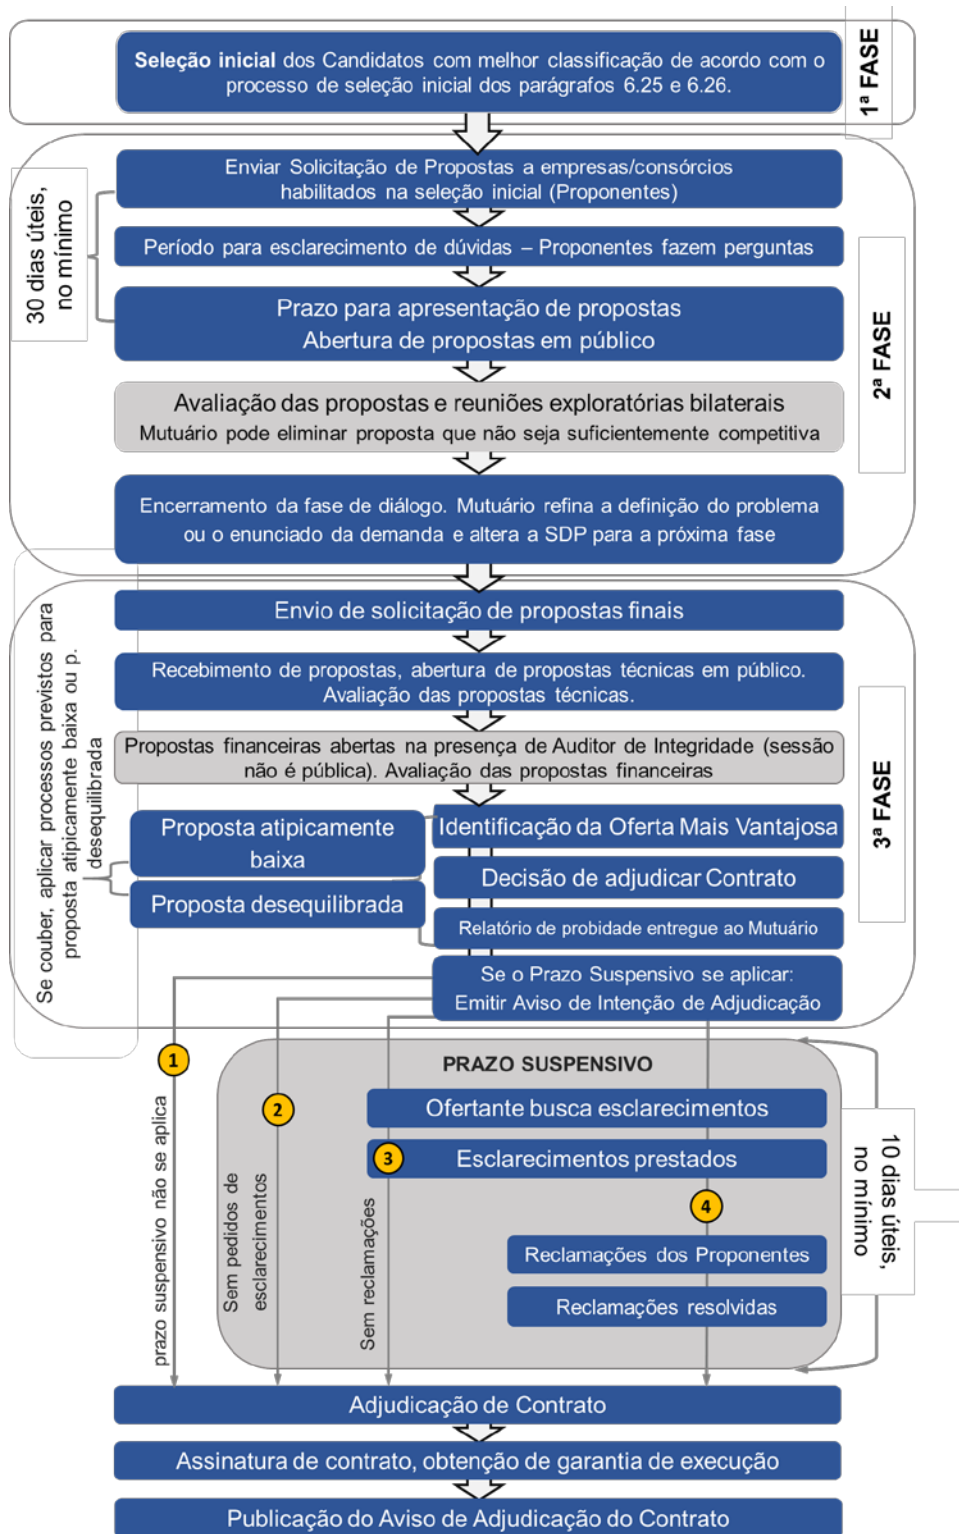 Seleção inicial dos Candidatos com melhor classificação de acordo com o
processo de seleção inicial dos parágrafos 6.25 e 6.26.
1ª FASE
Enviar Solicitação de Propostas a empresas/consórcios
habilitados na seleção inicial (Proponentes)
Período para esclarecimento de dúvidas – Proponentes fazem perguntas
30 dias úteis,
no mínimo
Prazo para apresentação de propostas
Abertura de propostas em público
2ª FASE
Avaliação das propostas e reuniões exploratórias bilaterais
Mutuário pode eliminar proposta que não seja suficientemente competitiva
Encerramento da fase de diálogo. Mutuário refina a definição do problema
ou o enunciado da demanda e altera a SDP para a próxima fase
Envio de solicitação de propostas finais
Recebimento de propostas, abertura de propostas técnicas em público.
Avaliação das propostas técnicas.
Propostas financeiras abertas na presença de Auditor de Integridade (sessão
não é pública). Avaliação das propostas financeiras
3ª FASE
Se couber, aplicar processos previstos para
proposta atipicamente baixa ou p.
desequilibrada
Proposta atipicamente
baixa
Proposta desequilibrada
Identificação da Oferta Mais Vantajosa
Decisão de adjudicar Contrato
Relatório de probidade entregue ao Mutuário
Se o Prazo Suspensivo se aplicar:
Emitir Aviso de Intenção de Adjudicação
1
prazo suspensivo não se aplica
2
Sem pedidos de
esclarecimentos
PRAZO SUSPENSIVO
Ofertante busca esclarecimentos
3
Esclarecimentos prestados
Sem reclamações
4
Reclamações dos Proponentes
Reclamações resolvidas
10 dias úteis,
no mínimo
Adjudicação de Contrato
Assinatura de contrato, obtenção de garantia de execução
Publicação do Aviso de Adjudicação do Contrato